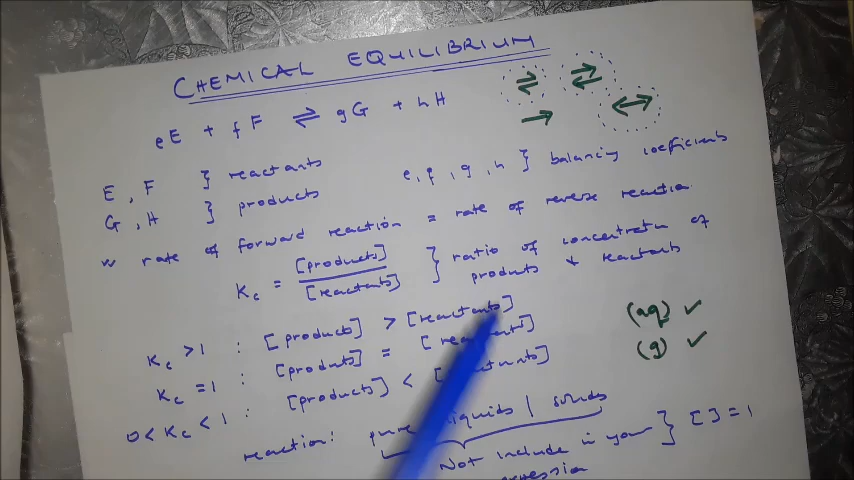 CHEMICAL EQUILIBRIUM
eE + fF ⇌ gG + hH
E, F } reactants
G, H } products
e, f, g, h } balancing coefficients
rate of forward reaction = rate of reverse reaction
Kc = [products] / [reactants] } ratio of concentration of products & reactants
Kc > 1 : [products] > [reactants]
Kc = 1 : [products] = [reactants]
0 < Kc < 1 : [products] < [reactants]
(aq) ✓
(g) ✓
reaction: pure liquids / solids
Not include in your } [ ] = 1
expression